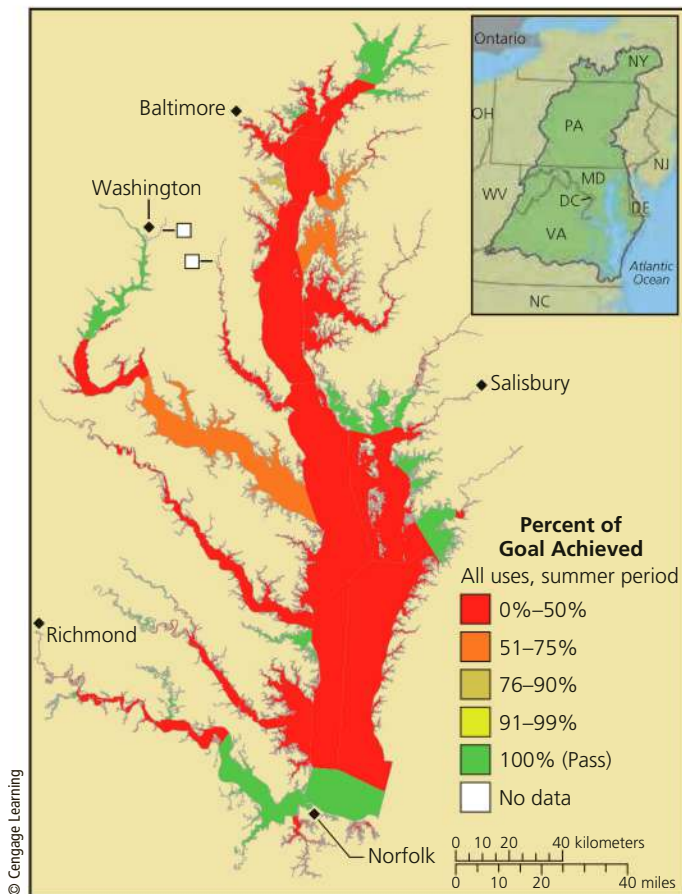 Ontario
NY
OH
PA
NJ
MD
WV
DC
DE
VA
Atlantic
Ocean
NC
Baltimore
Washington
Salisbury
Richmond
Norfolk
Percent of
Goal Achieved
All uses, summer period
0%–50%
51–75%
76–90%
91–99%
100% (Pass)
No data
0 10 20 40 kilometers
0 10 20 40 miles
© Cengage Learning